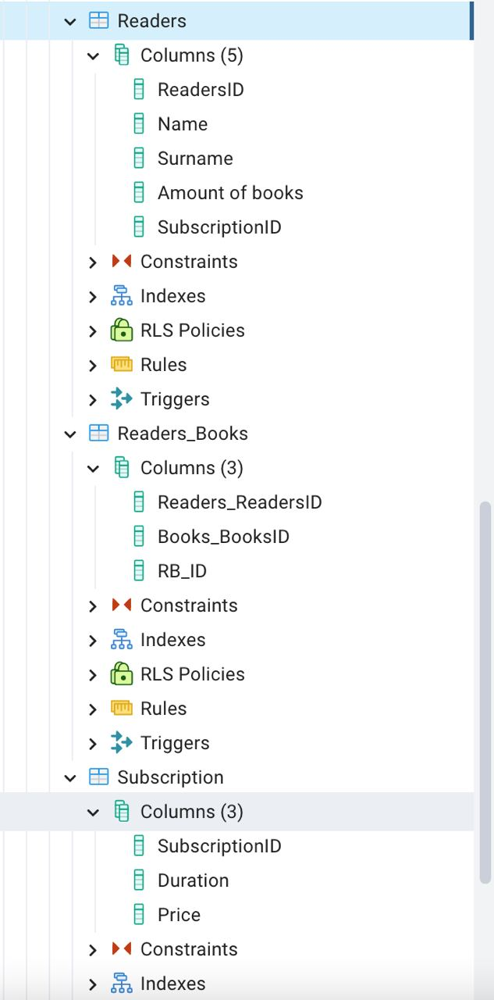 Readers
Columns (5)
ReadersID
Name
Surname
Amount of books
SubscriptionID
Constraints
Indexes
RLS Policies
Rules
Triggers
Readers_Books
Columns (3)
Readers_ReadersID
Books_BooksID
RB_ID
Constraints
Indexes
RLS Policies
Rules
Triggers
Subscription
Columns (3)
SubscriptionID
Duration
Price
Constraints
Indexes